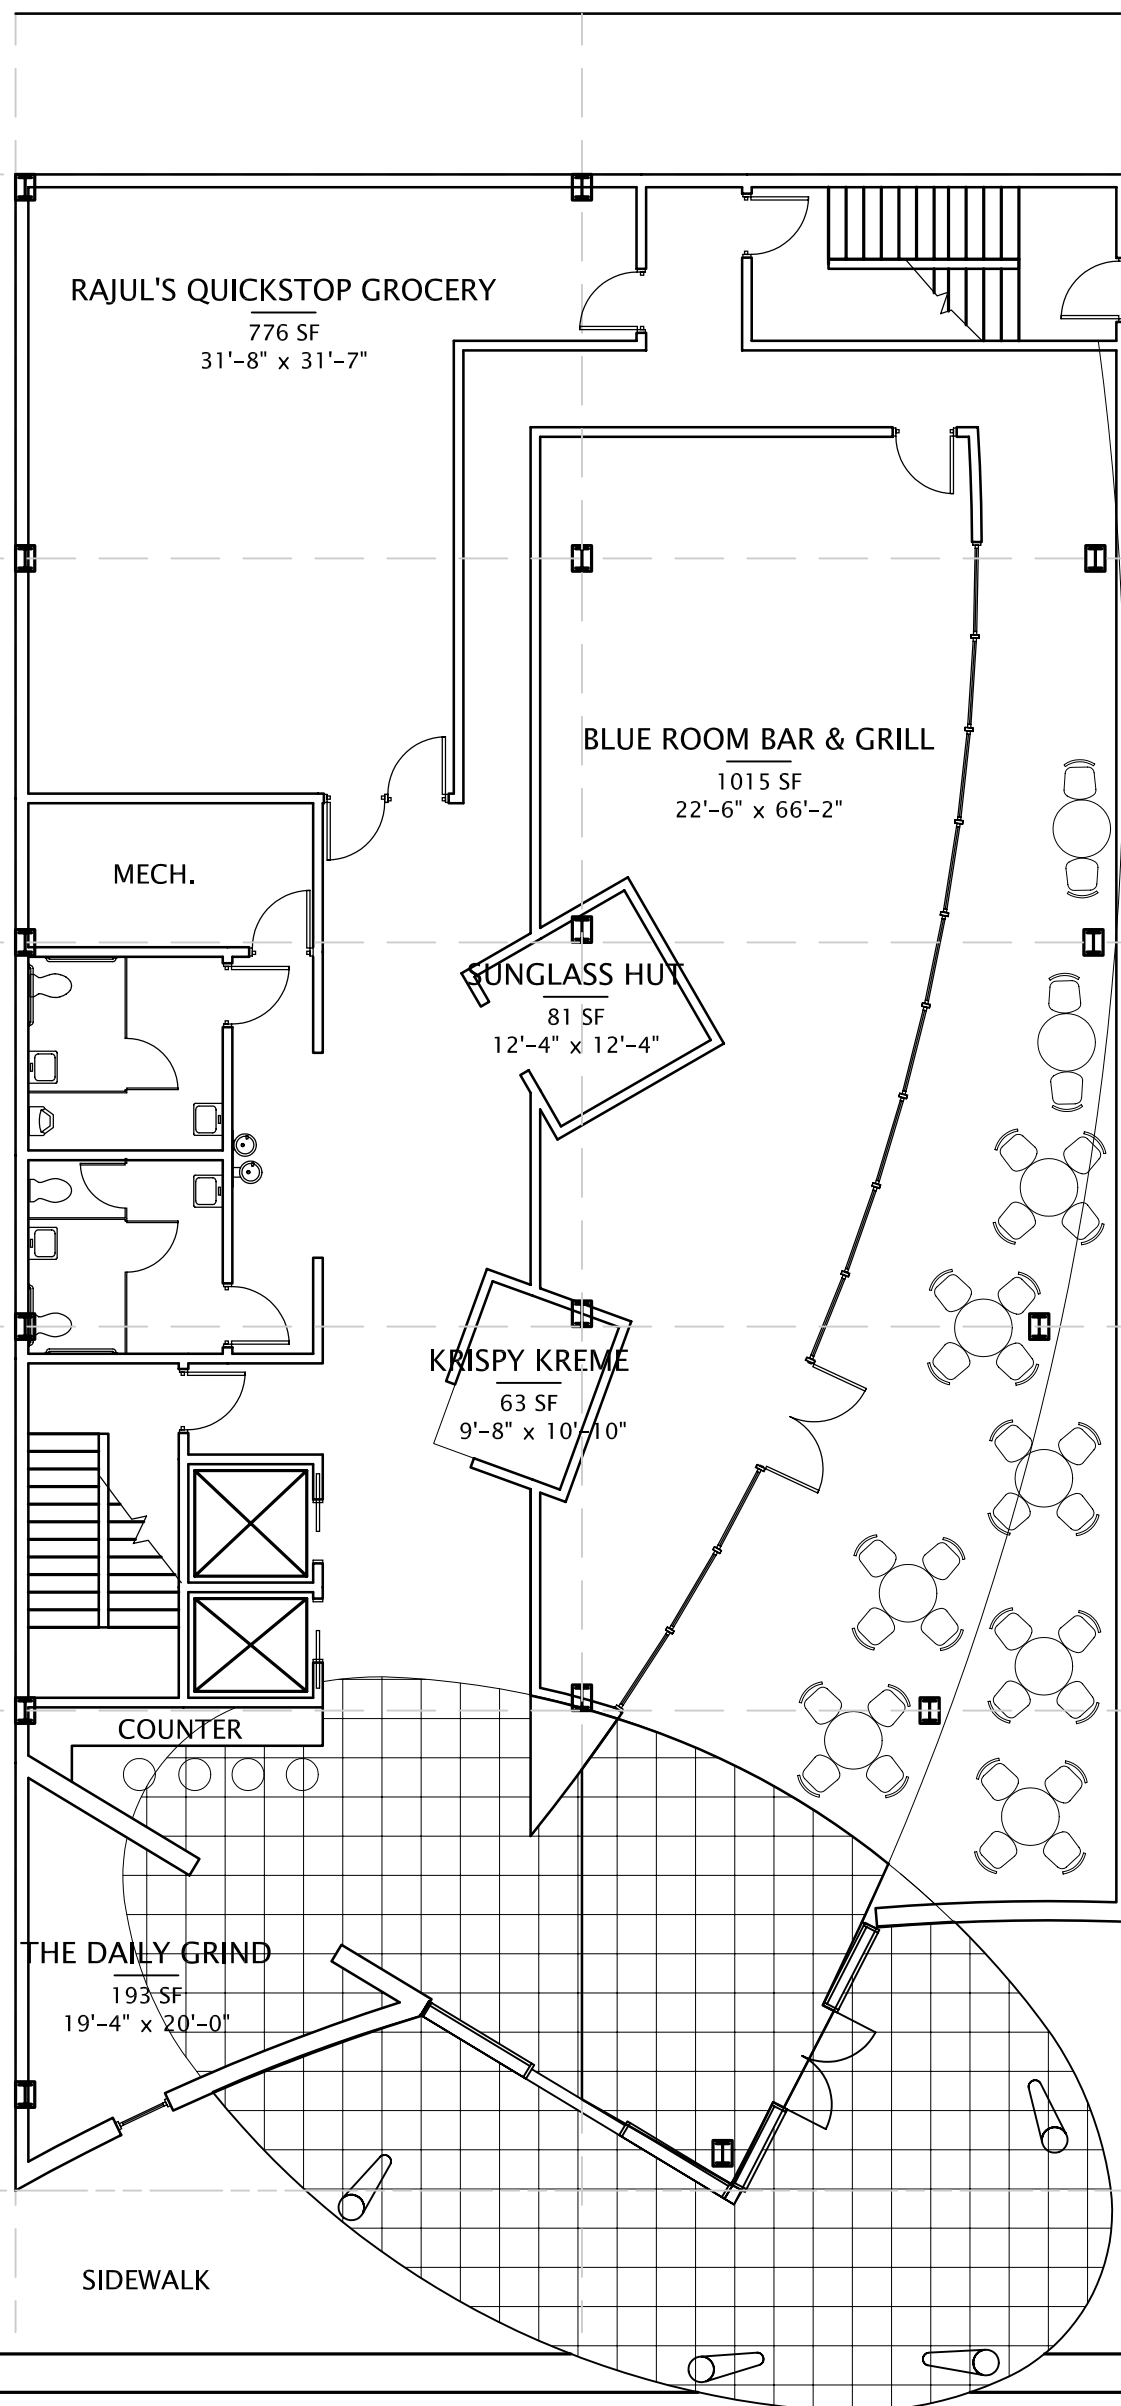 RAJUL'S QUICKSTOP GROCERY
776 SF
31'-8" x 31'-7"
BLUE ROOM BAR & GRILL
1015 SF
22'-6" x 66'-2"
MECH.
SUNGLASS HUT
81 SF
12'-4" x 12'-4"
KRISPY KREME
63 SF
9'-8" x 10'-10"
COUNTER
THE DAILY GRIND
193 SF
19'-4" x 20'-0"
SIDEWALK